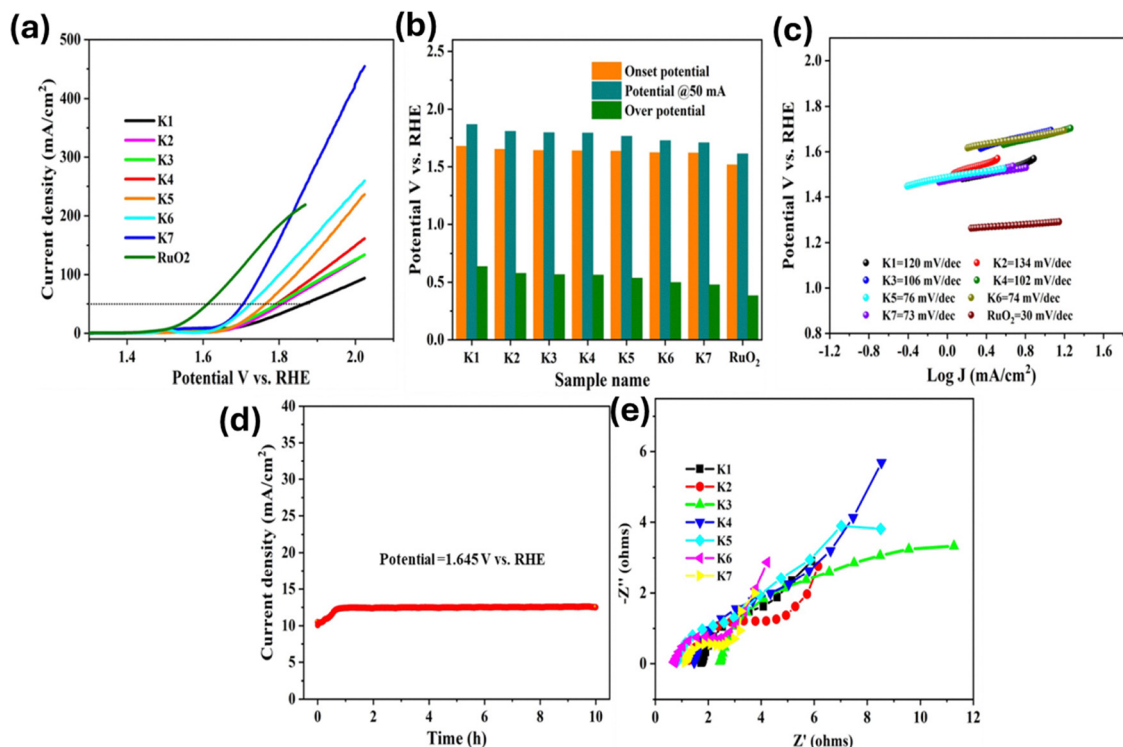 (a)
500
400
300
200
100
0
1.4
1.6
1.8
2.0
Current density (mA/cm²)
Potential V vs. RHE
K1
K2
K3
K4
K5
K6
K7
RuO2
(b)
2.5
2.0
1.5
1.0
0.5
0.0
Potential V vs. RHE
Onset potential
Potential @50 mA
Over potential
K1 K2 K3 K4 K5 K6 K7 RuO₂
Sample name
(c)
1.8
1.6
1.4
1.2
1.0
0.8
Potential V vs. RHE
K1=120 mV/dec K2=134 mV/dec
K3=106 mV/dec K4=102 mV/dec
K5=76 mV/dec K6=74 mV/dec
K7=73 mV/dec RuO₂=30 mV/dec
-1.2 -0.6 0.0 0.6 1.2 1.8
Log J (mA/cm²)
(d)
40
35
30
25
20
15
10
5
0
Current density (mA/cm²)
Potential=1.645 V vs. RHE
0 2 4 6 8 10
Time (h)
(e)
6
4
2
0
-Z'' (ohms)
K1
K2
K3
K4
K5
K6
K7
0 2 4 6 8 10 12
Z' (ohms)